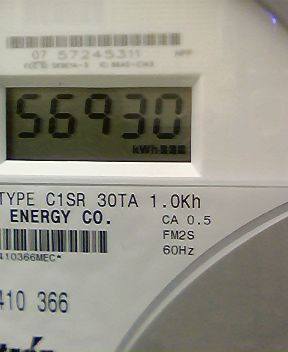 07 57245311
56930
kWh
TYPE C1SR 30TA 1.0Kh
ENERGY CO. CA 0.5
FM2S
410366MEC*
60Hz
410 366